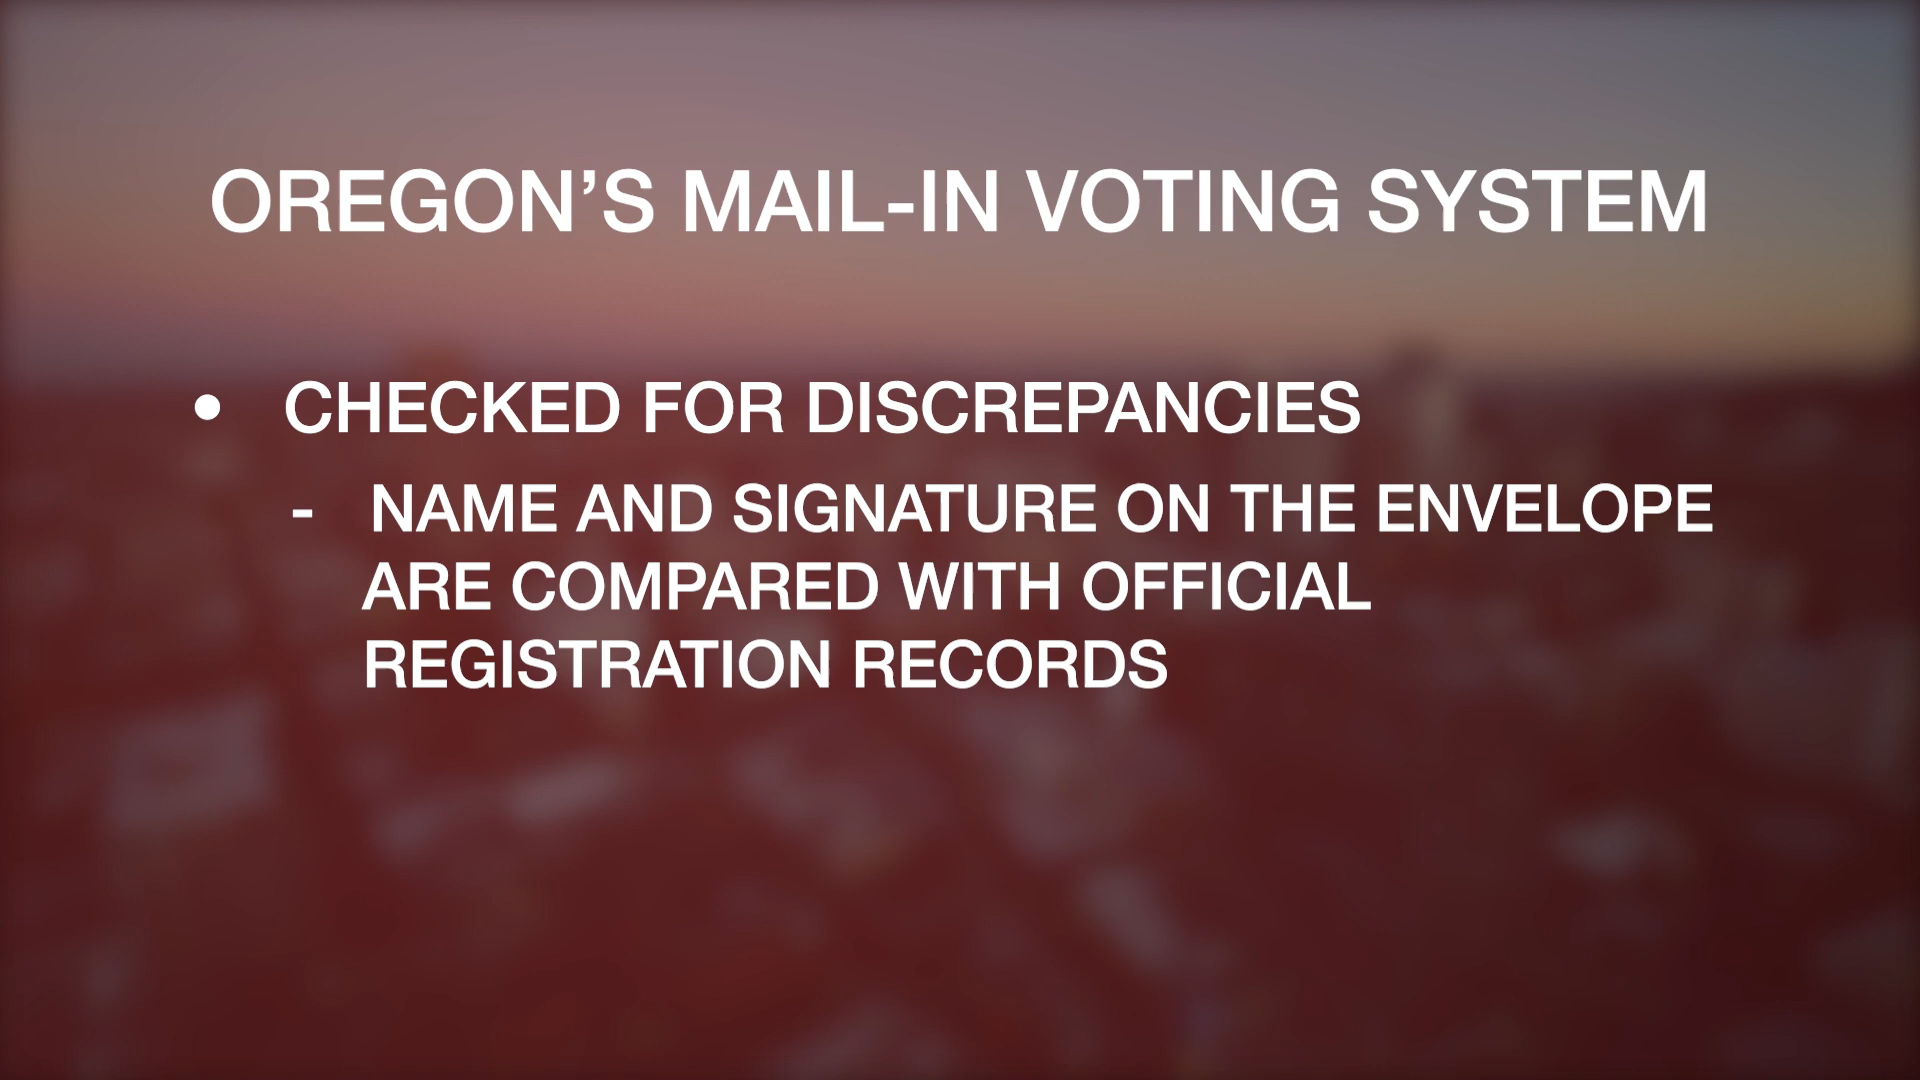 OREGON’S MAIL-IN VOTING SYSTEM
• CHECKED FOR DISCREPANCIES
- NAME AND SIGNATURE ON THE ENVELOPE
ARE COMPARED WITH OFFICIAL
REGISTRATION RECORDS